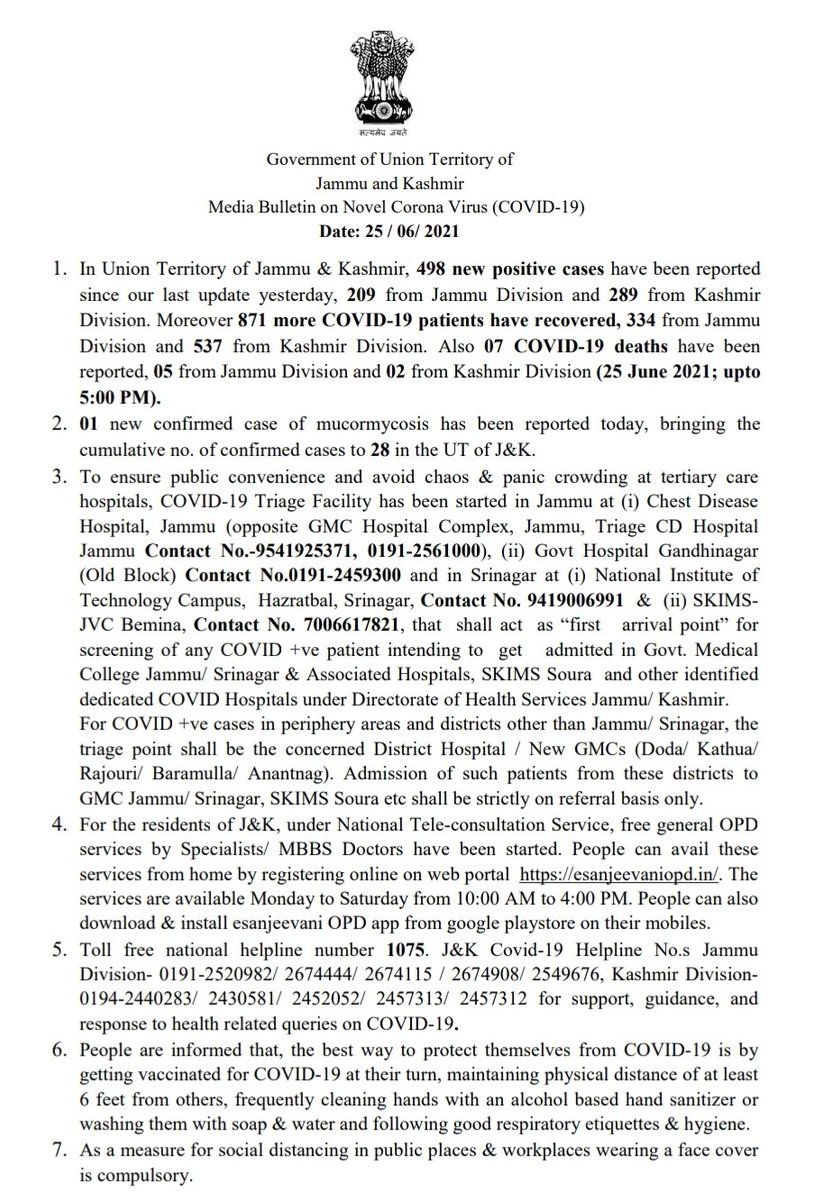 सत्यमेव जयते
Government of Union Territory of
Jammu and Kashmir
Media Bulletin on Novel Corona Virus (COVID-19)
Date: 25 / 06/ 2021
1. In Union Territory of Jammu & Kashmir, 498 new positive cases have been reported
since our last update yesterday, 209 from Jammu Division and 289 from Kashmir
Division. Moreover 871 more COVID-19 patients have recovered, 334 from Jammu
Division and 537 from Kashmir Division. Also 07 COVID-19 deaths have been
reported, 05 from Jammu Division and 02 from Kashmir Division (25 June 2021; upto
5:00 PM).
2. 01 new confirmed case of mucormycosis has been reported today, bringing the
cumulative no. of confirmed cases to 28 in the UT of J&K.
3. To ensure public convenience and avoid chaos & panic crowding at tertiary care
hospitals, COVID-19 Triage Facility has been started in Jammu at (i) Chest Disease
Hospital, Jammu (opposite GMC Hospital Complex, Jammu, Triage CD Hospital
Jammu Contact No.-9541925371, 0191-2561000), (ii) Govt Hospital Gandhinagar
(Old Block) Contact No.0191-2459300 and in Srinagar at (i) National Institute of
Technology Campus, Hazratbal, Srinagar, Contact No. 9419006991 & (ii) SKIMS-
JVC Bemina, Contact No. 7006617821, that shall act as “first arrival point” for
screening of any COVID +ve patient intending to get admitted in Govt. Medical
College Jammu/ Srinagar & Associated Hospitals, SKIMS Soura and other identified
dedicated COVID Hospitals under Directorate of Health Services Jammu/ Kashmir.
For COVID +ve cases in periphery areas and districts other than Jammu/ Srinagar, the
triage point shall be the concerned District Hospital / New GMCs (Doda/ Kathua/
Rajouri/ Baramulla/ Anantnag). Admission of such patients from these districts to
GMC Jammu/ Srinagar, SKIMS Soura etc shall be strictly on referral basis only.
4. For the residents of J&K, under National Tele-consultation Service, free general OPD
services by Specialists/ MBBS Doctors have been started. People can avail these
services from home by registering online on web portal https://esanjeevaniopd.in/. The
services are available Monday to Saturday from 10:00 AM to 4:00 PM. People can also
download & install esanjeevani OPD app from google playstore on their mobiles.
5. Toll free national helpline number 1075. J&K Covid-19 Helpline No.s Jammu
Division- 0191-2520982/ 2674444/ 2674115 / 2674908/ 2549676, Kashmir Division-
0194-2440283/ 2430581/ 2452052/ 2457313/ 2457312 for support, guidance, and
response to health related queries on COVID-19.
6. People are informed that, the best way to protect themselves from COVID-19 is by
getting vaccinated for COVID-19 at their turn, maintaining physical distance of at least
6 feet from others, frequently cleaning hands with an alcohol based hand sanitizer or
washing them with soap & water and following good respiratory etiquettes & hygiene.
7. As a measure for social distancing in public places & workplaces wearing a face cover
is compulsory.